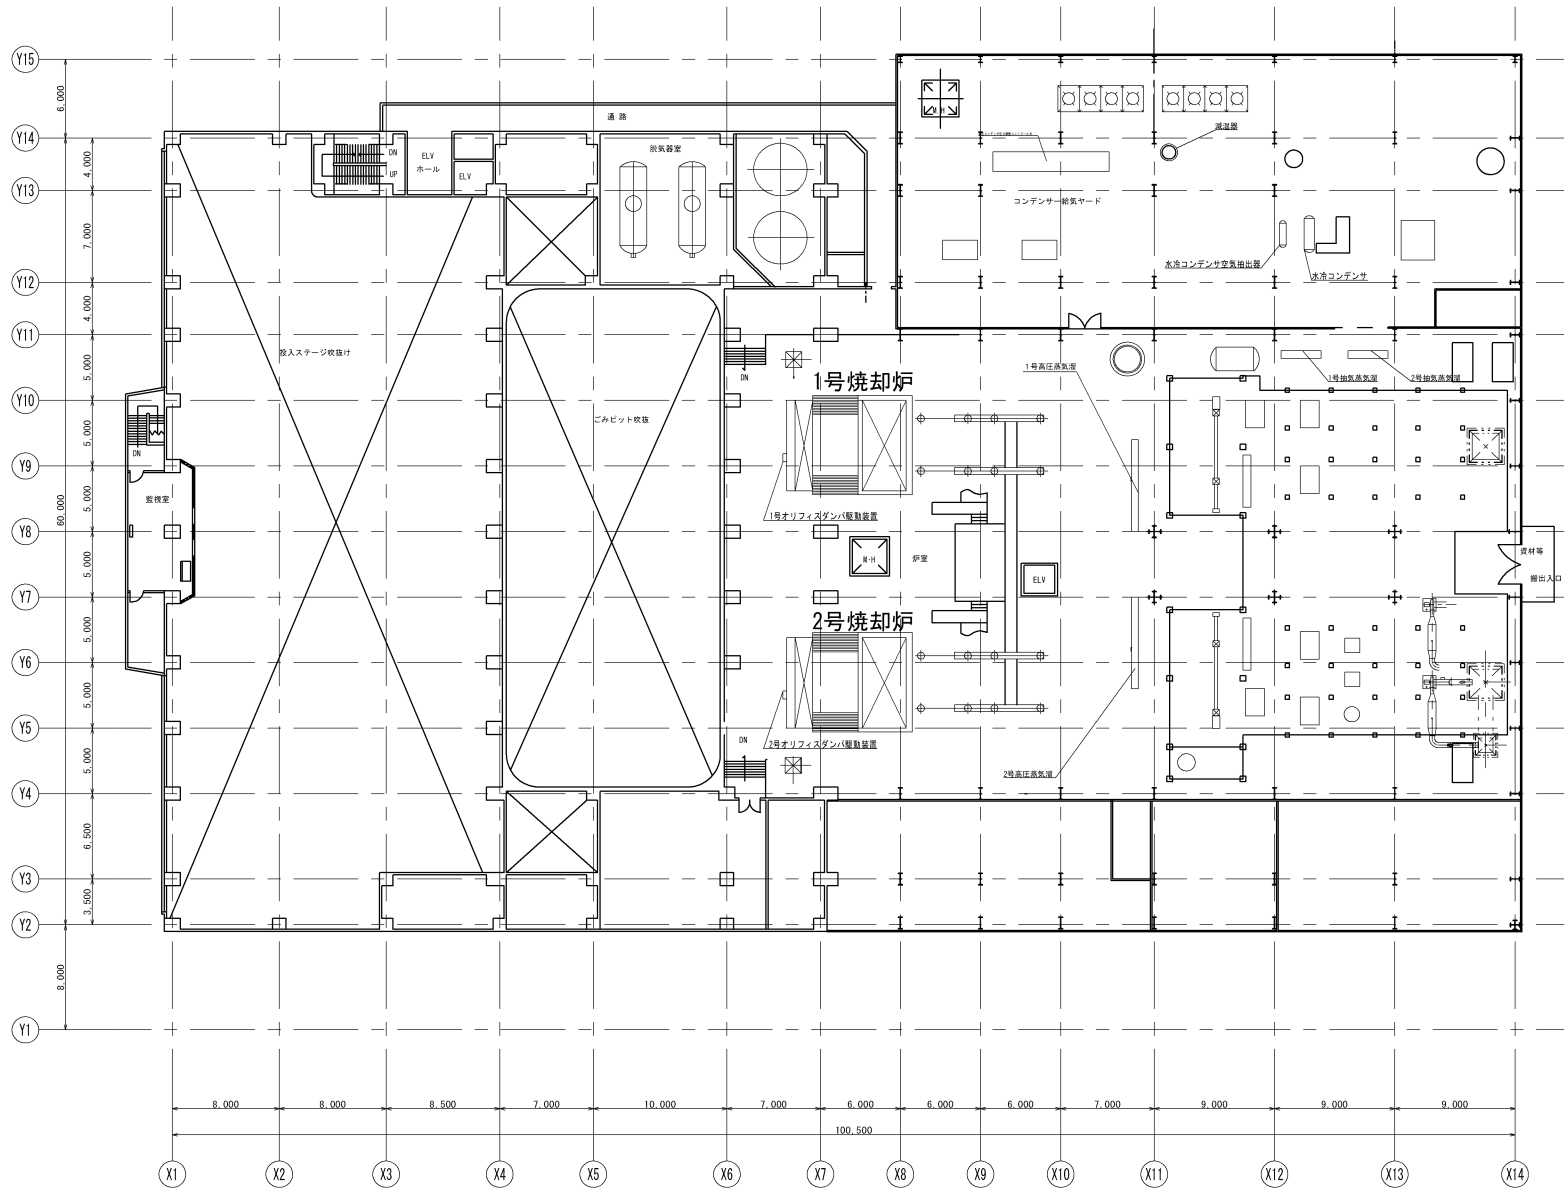 Y15
6,000
通路
M・H
減温器
Y14
DN
ELV
ホール
脱気器室
4,000
UP
ELV
Y13
コンデンサー給気ヤード
7,000
水冷コンデンサ空気抽出器
水冷コンデンサ
Y12
4,000
Y11
投入ステージ吹抜け
5,000
DN
1号焼却炉
1号高圧蒸気溜
1号抽気蒸気溜
2号抽気蒸気溜
Y10
ごみピット吹抜
5,000
DN
Y9
監視室
60,000
5,000
1号オリフィスダンパ駆動装置
Y8
炉室
M・H
資材等
搬出入口
5,000
ELV
Y7
2号焼却炉
5,000
Y6
5,000
Y5
DN
2号オリフィスダンパ駆動装置
5,000
2号高圧蒸気溜
Y4
6,500
Y3
3,500
Y2
8,000
Y1
8,000
8,000
8,500
7,000
10,000
7,000
6,000
6,000
6,000
7,000
9,000
9,000
9,000
100,500
X1
X2
X3
X4
X5
X6
X7
X8
X9
X10
X11
X12
X13
X14